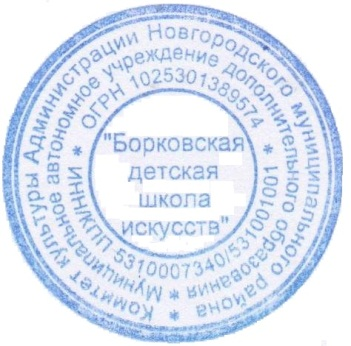 Комитет культуры Администрации Новгородского муниципального района *
Муниципальное автономное учреждение дополнительного образования *
ОГРН 1025301389574 * ИНН/КПП 5310007340/531001001 *
"Борковская
детская
школа
искусств"